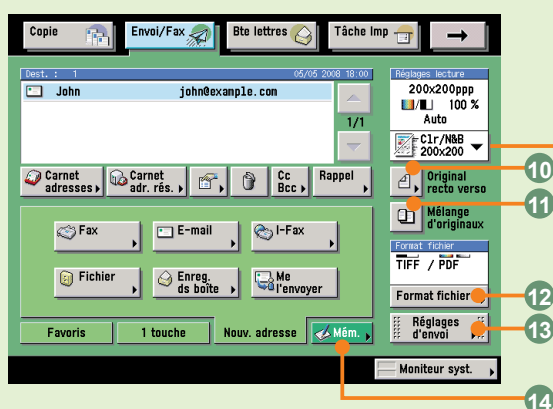 Copie
Envoi/Fax
Bte lettres
Tâche Imp
Dest. : 1
05/05 2008 18:00
John john@example.com
1/1
Carnet
adresses
Carnet
adr. rés.
Cc
Bcc
Rappel
Fax
E-mail
I-Fax
Fichier
Enreg.
ds boîte
Me
l'envoyer
Favoris
1 touche
Nouv. adresse
Mém.
Réglages lecture
200x200ppp
100 %
Auto
Clr/N&B
200x200
10
Original
recto verso
11
Mélange
d'originaux
Format fichier
TIFF / PDF
Format fichier
12
Réglages
d'envoi
13
Moniteur syst.
14